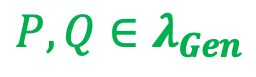 P, Q ∈ λ_Gen